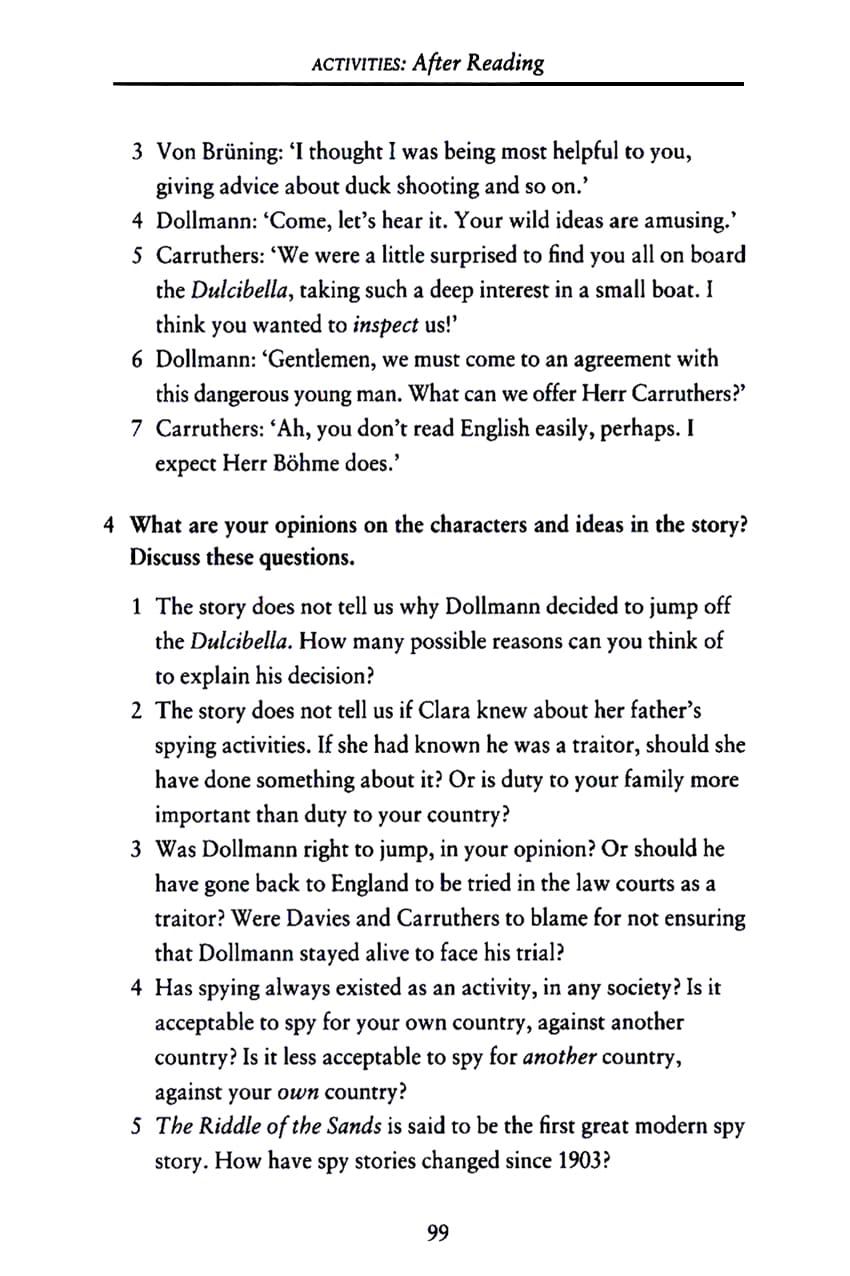 ACTIVITIES: After Reading
3 Von Brüning: ‘I thought I was being most helpful to you,
giving advice about duck shooting and so on.’
4 Dollmann: ‘Come, let’s hear it. Your wild ideas are amusing.’
5 Carruthers: ‘We were a little surprised to find you all on board
the Dulcibella, taking such a deep interest in a small boat. I
think you wanted to inspect us!’
6 Dollmann: ‘Gentlemen, we must come to an agreement with
this dangerous young man. What can we offer Herr Carruthers?’
7 Carruthers: ‘Ah, you don’t read English easily, perhaps. I
expect Herr Böhme does.’
4 What are your opinions on the characters and ideas in the story?
Discuss these questions.
1 The story does not tell us why Dollmann decided to jump off
the Dulcibella. How many possible reasons can you think of
to explain his decision?
2 The story does not tell us if Clara knew about her father’s
spying activities. If she had known he was a traitor, should she
have done something about it? Or is duty to your family more
important than duty to your country?
3 Was Dollmann right to jump, in your opinion? Or should he
have gone back to England to be tried in the law courts as a
traitor? Were Davies and Carruthers to blame for not ensuring
that Dollmann stayed alive to face his trial?
4 Has spying always existed as an activity, in any society? Is it
acceptable to spy for your own country, against another
country? Is it less acceptable to spy for another country,
against your own country?
5 The Riddle of the Sands is said to be the first great modern spy
story. How have spy stories changed since 1903?
99